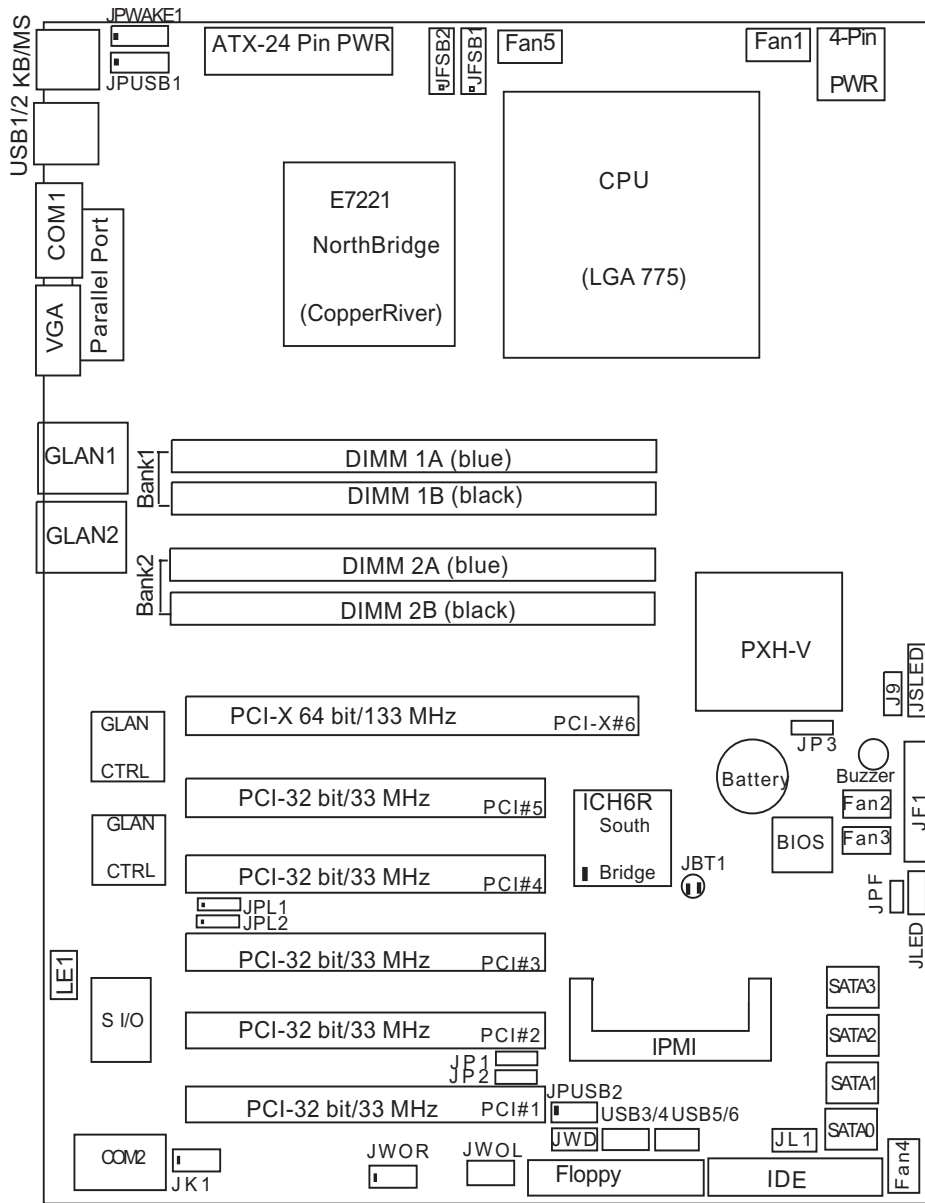 JPWAKE1
JPUSB1
KB/MS
USB1/2
ATX-24 Pin PWR
JFSB2
JFSB1
Fan5
Fan1
4-Pin
PWR
COM1
Parallel Port
VGA
E7221
NorthBridge
(CopperRiver)
CPU
(LGA 775)
GLAN1
GLAN2
Bank1
DIMM 1A (blue)
DIMM 1B (black)
Bank2
DIMM 2A (blue)
DIMM 2B (black)
PXH-V
J9
JSLED
GLAN
CTRL
PCI-X 64 bit/133 MHz
PCI-X#6
JP3
Battery
Buzzer
Fan2
Fan3
JF1
PCI-32 bit/33 MHz
PCI#5
ICH6R
South
Bridge
BIOS
JBT1
GLAN
CTRL
PCI-32 bit/33 MHz
PCI#4
JPL1
JPL2
JPF
JLED
PCI-32 bit/33 MHz
PCI#3
LE1
S I/O
PCI-32 bit/33 MHz
PCI#2
JP1
JP2
IPMI
SATA3
SATA2
SATA1
SATA0
PCI-32 bit/33 MHz
PCI#1
JPUSB2
USB3/4
USB5/6
JWD
JL1
COM2
JK1
JWOR
JWOL
Floppy
IDE
Fan4